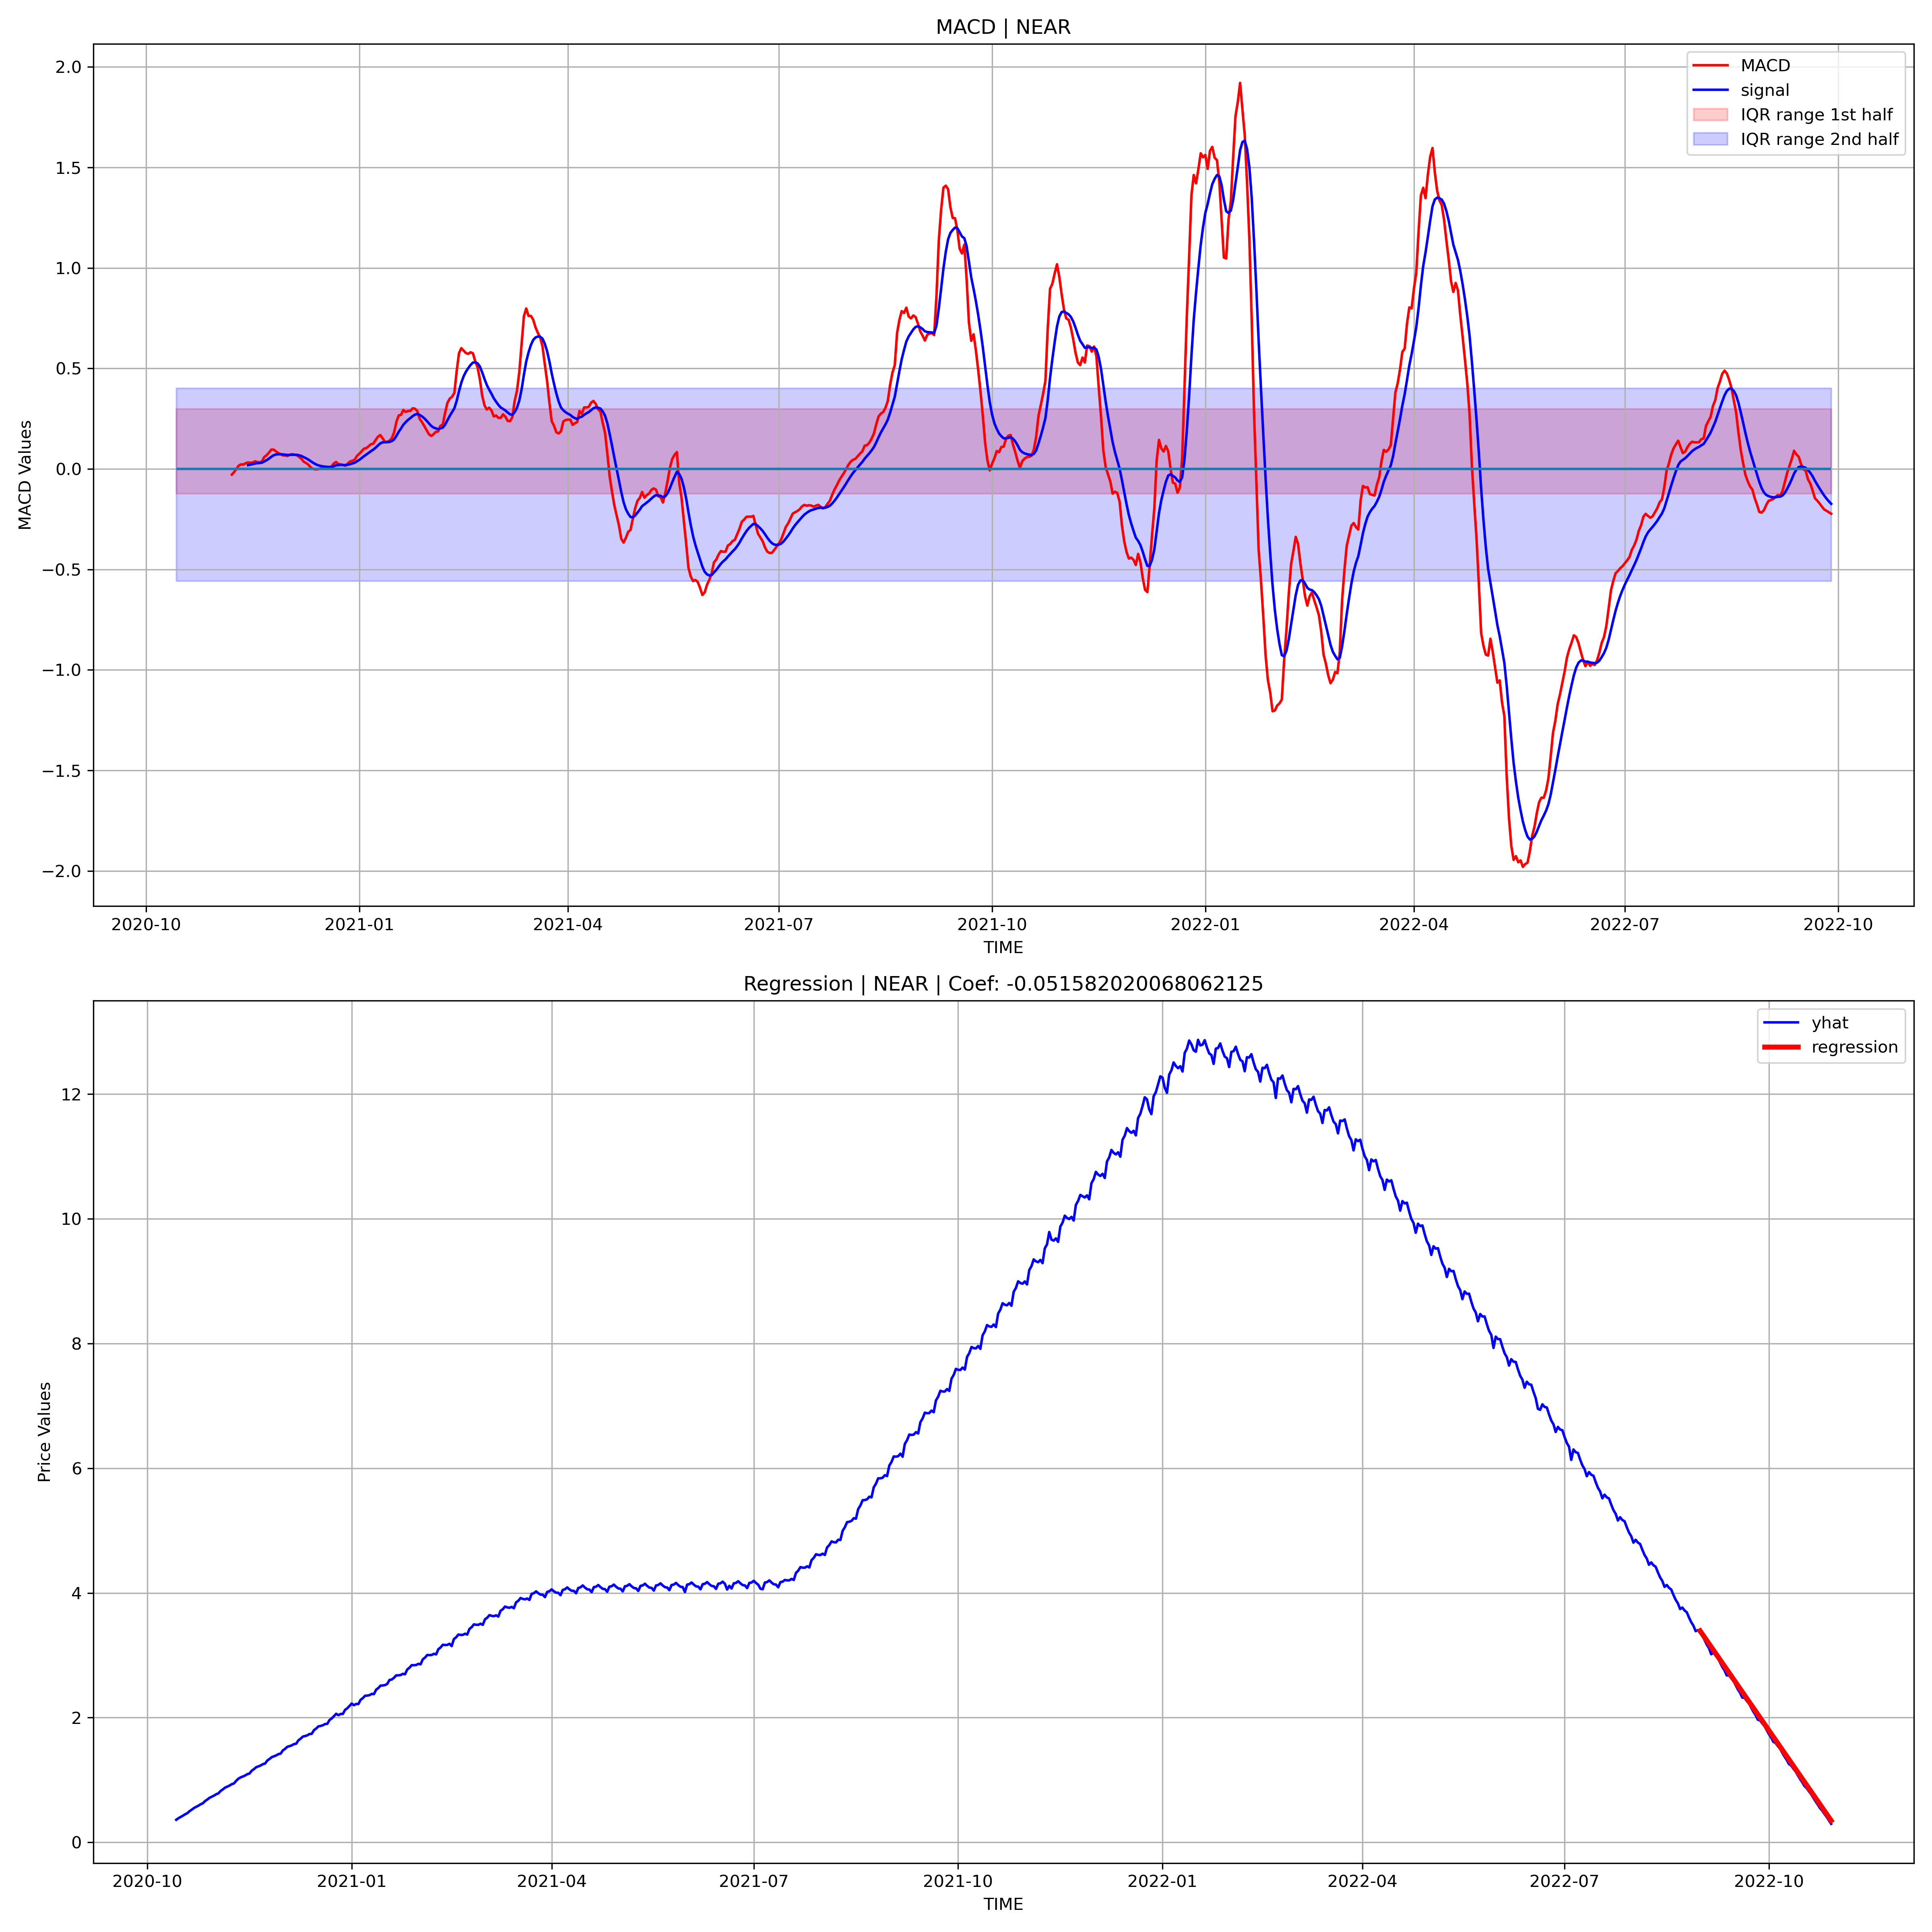 MACD | NEAR
2.0
1.5
1.0
0.5
0.0
−0.5
−1.0
−1.5
−2.0
MACD Values
MACD
signal
IQR range 1st half
IQR range 2nd half
2020-10 2021-01 2021-04 2021-07 2021-10 2022-01 2022-04 2022-07 2022-10
TIME
Regression | NEAR | Coef: -0.051582020068062125
12
10
8
6
4
2
0
Price Values
yhat
regression
2020-10 2021-01 2021-04 2021-07 2021-10 2022-01 2022-04 2022-07 2022-10
TIME